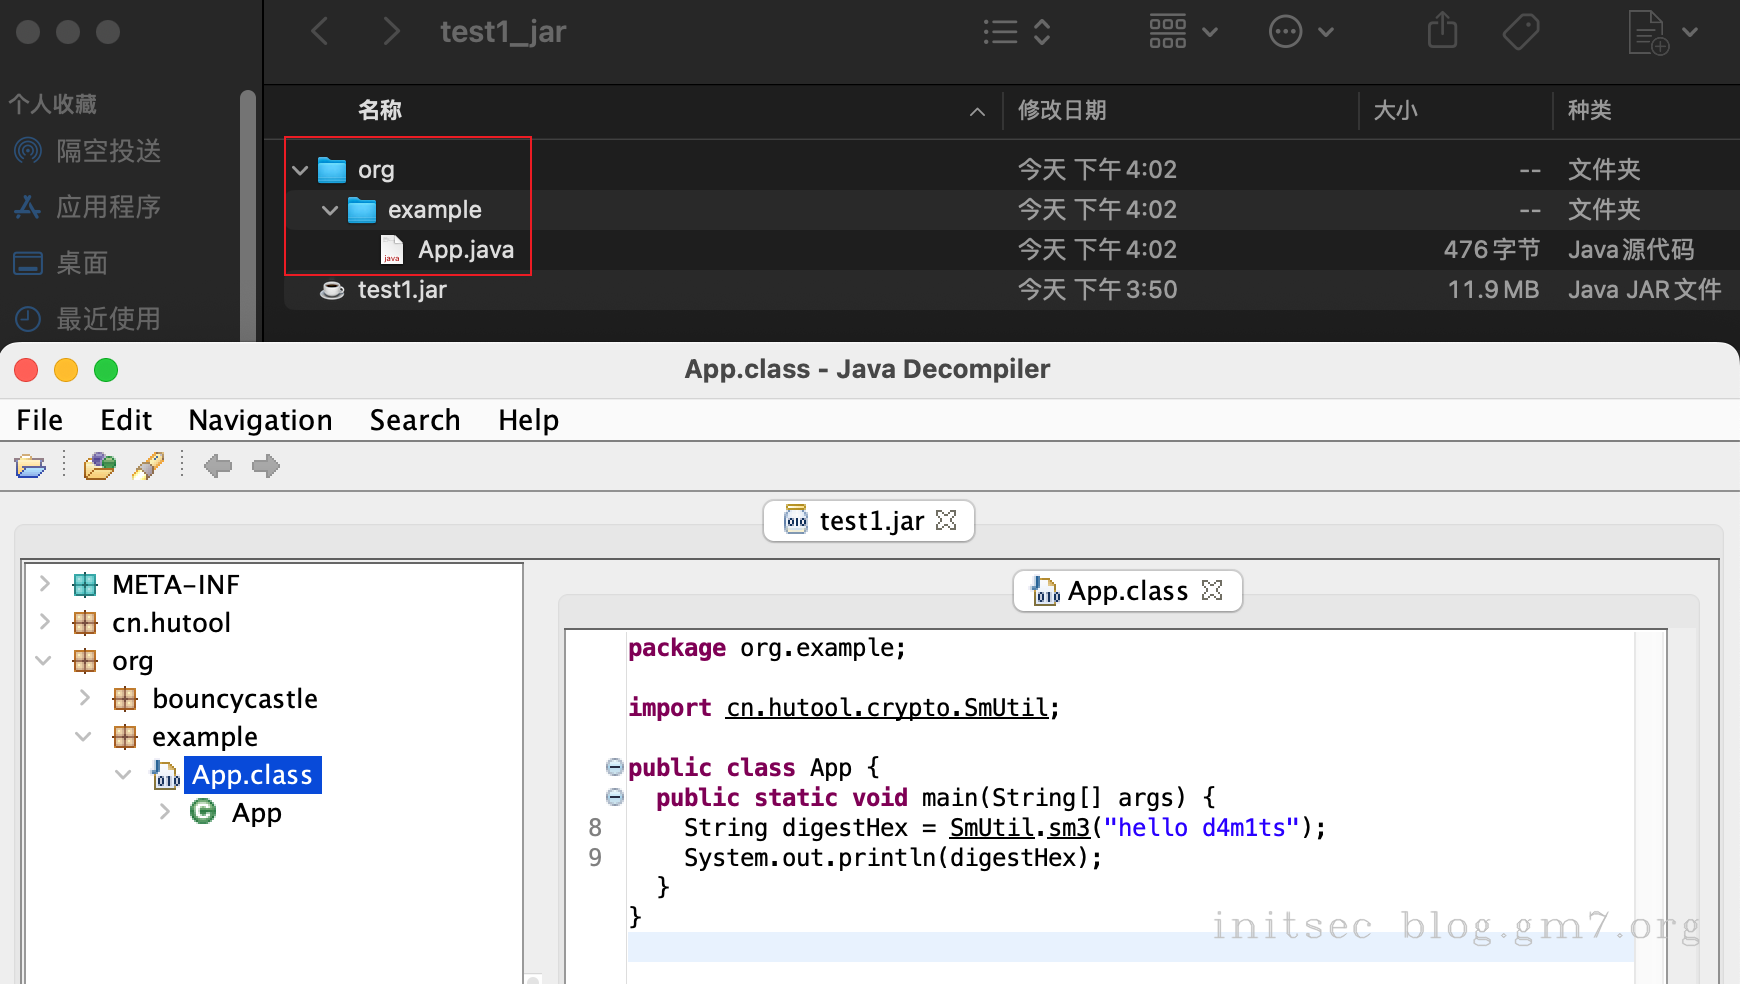 test1_jar
个人收藏
隔空投送
应用程序
桌面
最近使用
名称 修改日期 大小 种类
org 今天 下午4:02 -- 文件夹
example 今天 下午4:02 -- 文件夹
App.java 今天 下午4:02 476字节 Java源代码
test1.jar 今天 下午3:50 11.9 MB Java JAR文件
App.class - Java Decompiler
File Edit Navigation Search Help
test1.jar
META-INF
cn.hutool
org
bouncycastle
example
App.class
App
App.class
package org.example;
import cn.hutool.crypto.SmUtil;
public class App {
public static void main(String[] args) {
8 String digestHex = SmUtil.sm3("hello d4m1ts");
9 System.out.println(digestHex);
}
}
initsec blog.gm7.org